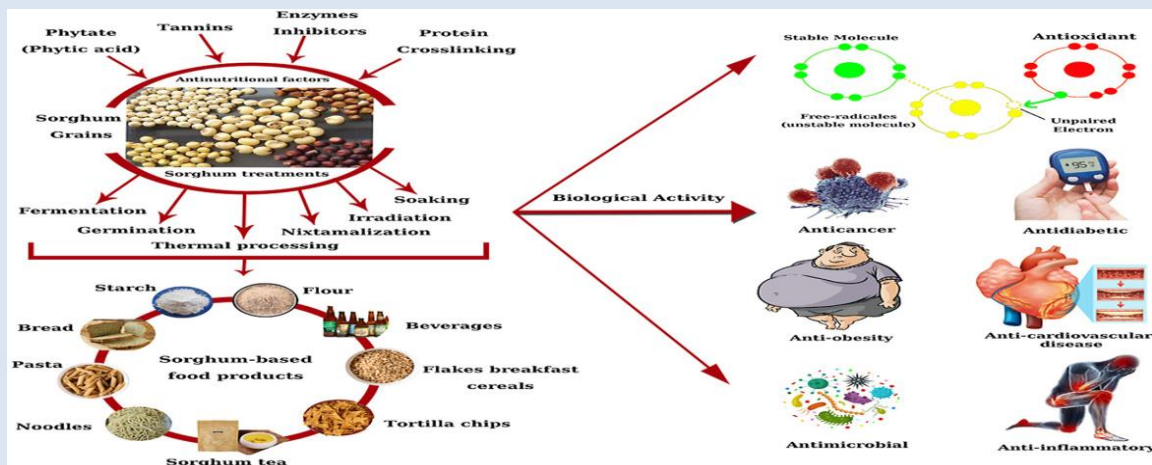 Phytate
(Phytic acid)
Tannins
Enzymes
Inhibitors
Protein
Crosslinking
Antinutritional factors
Sorghum
Grains
Sorghum treatments
Fermentation
Germination
Thermal processing
Nixtamalization
Irradiation
Soaking
Starch
Flour
Bread
Beverages
Pasta
Sorghum-based
food products
Flakes breakfast
cereals
Noodles
Tortilla chips
Sorghum tea
Biological Activity
Stable Molecule
Antioxidant
Free-radicales
(unstable molecule)
Unpaired
Electron
Anticancer
95
Antidiabetic
Anti-obesity
Anti-cardiovascular
disease
Antimicrobial
Anti-inflammatory